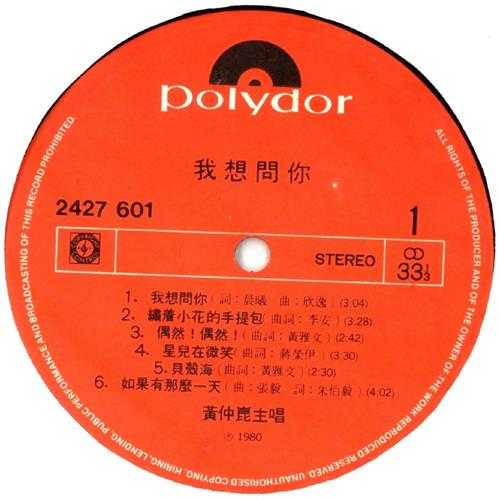 polydor
我想問你
2427 601
1
STEREO
33⅓
1. 我想問你(詞:晨曦 曲:欣逸)(3:04)
2. 繡着小花的手提包(曲詞:李安)(3:28)
3. 偶然!偶然!(曲詞:黃雅文)(2:42)
4. 星兒在微笑(曲詞:蔣榮伊)(3:30)
5. 貝殼海(曲詞:黃雅文)(3:30)
6. 如果有那麼一天(曲:張毅 詞:朱伯毅)(4:02)
黃仲崑主唱
℗ 1980
ALL RIGHTS OF THE PRODUCER AND OF THE OWNER OF THE WORK REPRODUCED RESERVED. UNAUTHORISED COPYING, HIRING, LENDING, PUBLIC PERFORMANCE AND BROADCASTING OF THIS RECORD PROHIBITED.